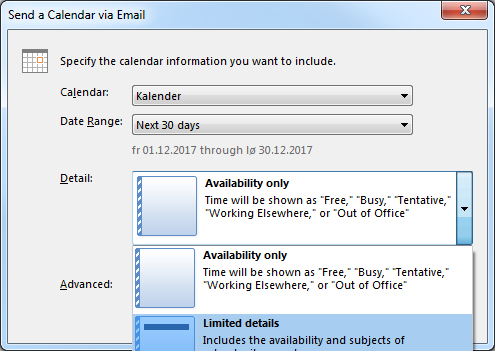 Send a Calendar via Email
Specify the calendar information you want to include.
Calendar:
Kalender
Date Range:
Next 30 days
fr 01.12.2017 through lø 30.12.2017
Detail:
Availability only
Time will be shown as "Free," "Busy," "Tentative,"
"Working Elsewhere," or "Out of Office"
Availability only
Time will be shown as "Free," "Busy," "Tentative,"
"Working Elsewhere," or "Out of Office"
Advanced:
Limited details
Includes the availability and subjects of